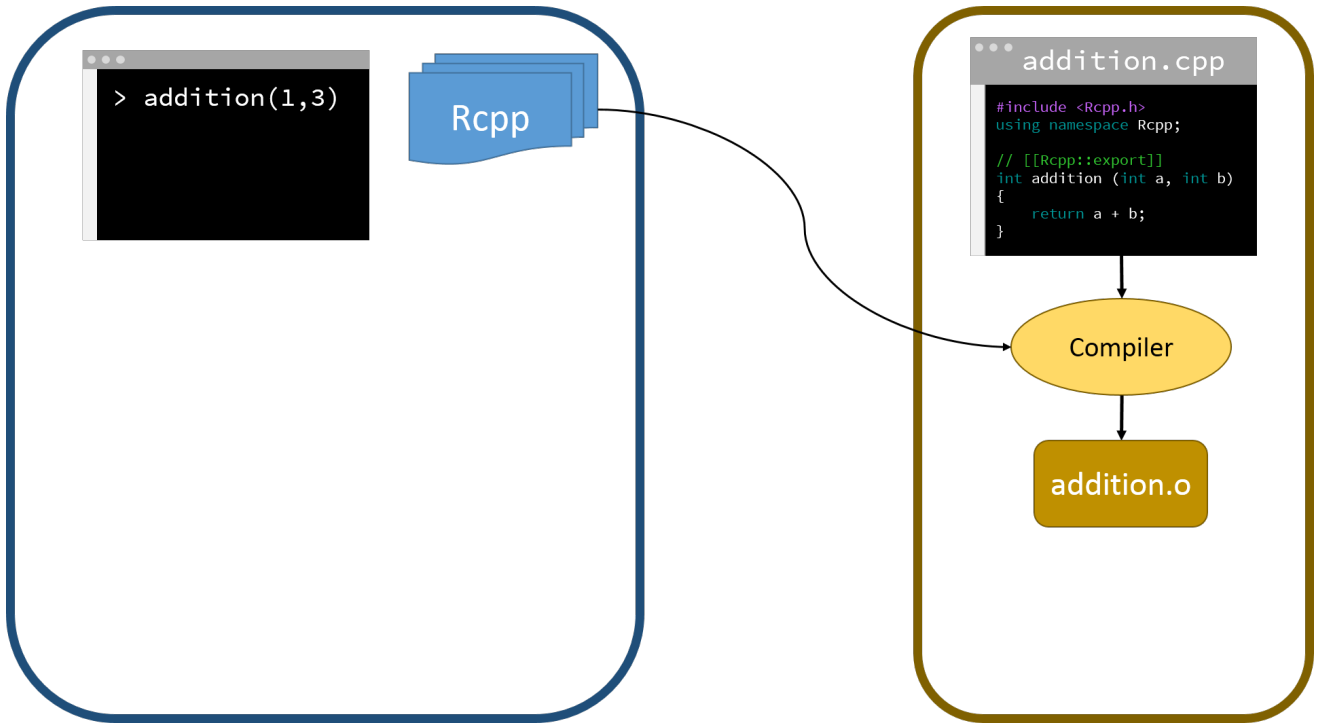 > addition(1,3)
Rcpp
addition.cpp
#include <Rcpp.h>
using namespace Rcpp;
// [[Rcpp::export]]
int addition (int a, int b)
{
    return a + b;
}
Compiler
addition.o